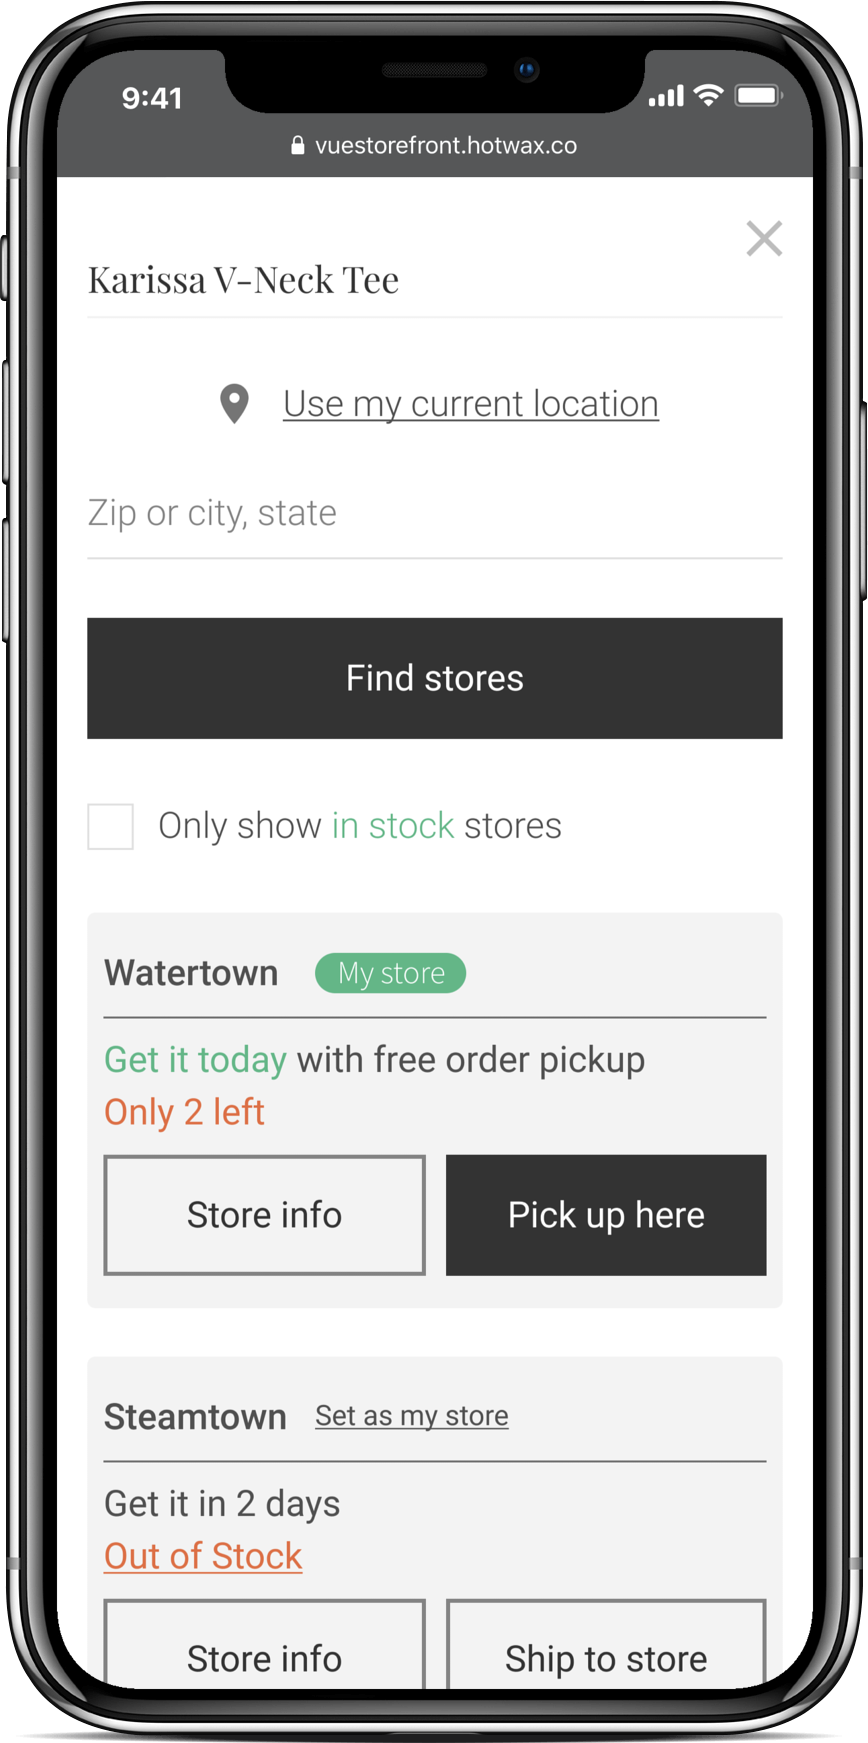 9:41
vuestorefront.hotwax.co
Karissa V-Neck Tee
Use my current location
Zip or city, state
Find stores
Only show in stock stores
Watertown My store
Get it today with free order pickup
Only 2 left
Store info Pick up here
Steamtown Set as my store
Get it in 2 days
Out of Stock
Store info Ship to store